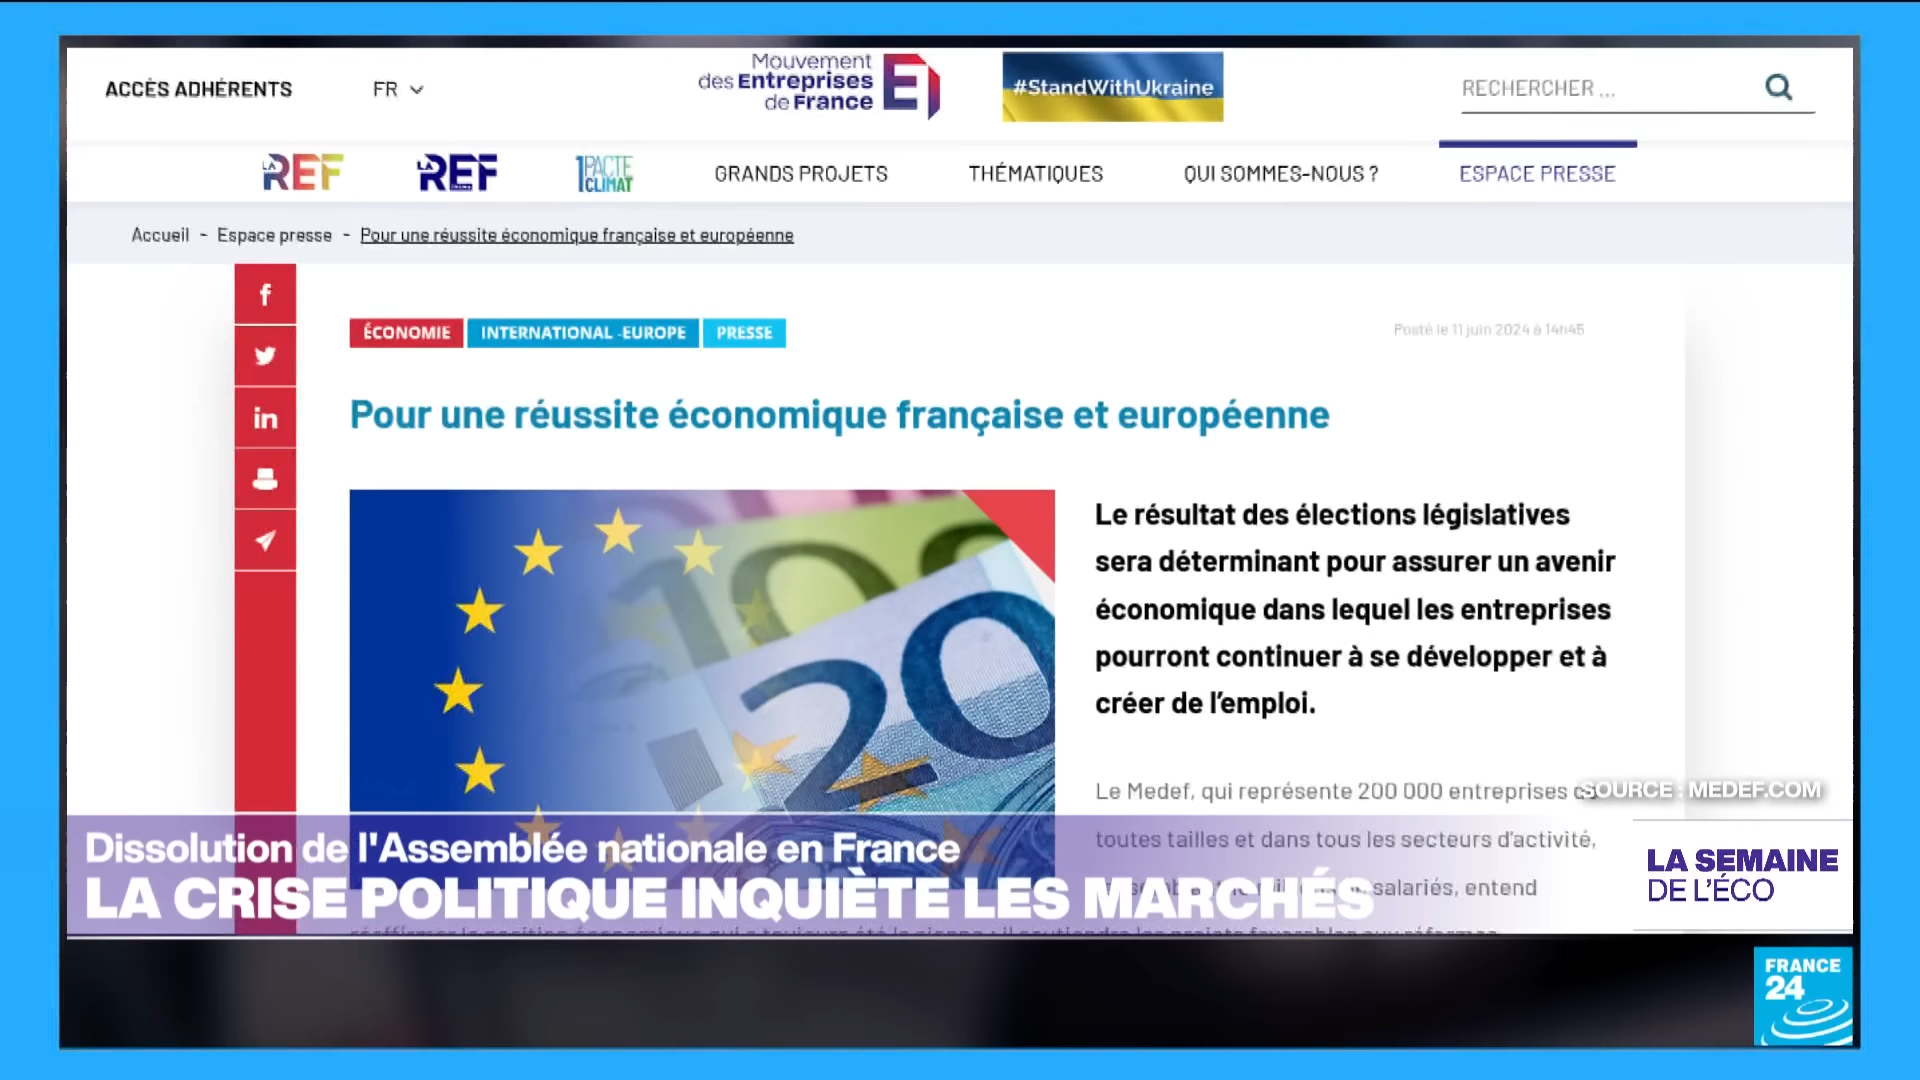 ACCÈS ADHÉRENTS
FR
Mouvement
des Entreprises
de France
#StandWithUkraine
RECHERCHER ...
LA REF
LA REF
1 PACTE CLIMAT
GRANDS PROJETS
THÉMATIQUES
QUI SOMMES-NOUS ?
ESPACE PRESSE
Accueil - Espace presse - Pour une réussite économique française et européenne
ÉCONOMIE
INTERNATIONAL -EUROPE
PRESSE
Posté le 11 juin 2024 à 14h45
Pour une réussite économique française et européenne
100
20
Le résultat des élections législatives
sera déterminant pour assurer un avenir
économique dans lequel les entreprises
pourront continuer à se développer et à
créer de l'emploi.
Le Medef, qui représente 200 000 entreprises
SOURCE : MEDEF.COM
toutes tailles et dans tous les secteurs d'activité,
salariés, entend
Dissolution de l'Assemblée nationale en France
LA CRISE POLITIQUE INQUIÈTE LES MARCHÉS
LA SEMAINE
DE L'ÉCO
FRANCE
24